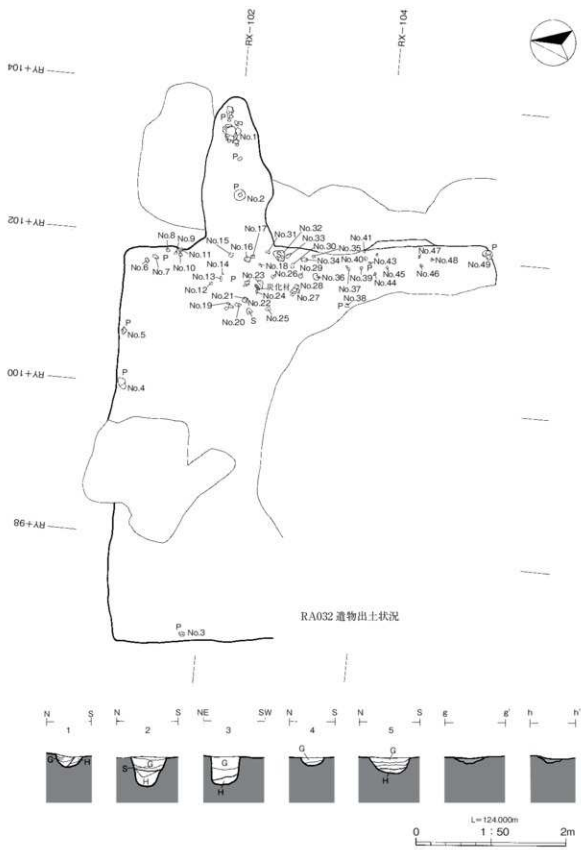 RX-102
RX-104
RY+104
P
No.1
P
P
No.2
RY+102
No.8
No.9
No.15
No.17
No.31
No.32
No.33
No.30
No.35
No.41
No.47
No.48
No.49
P
No.6
No.7
P
No.10
No.11
No.14
No.16
No.13
No.12
No.18
No.23
No.26
No.29
No.34
No.40
P
No.43
No.45
No.46
No.39
No.44
炭化材
No.28
No.37
No.24
No.27
No.38
P
No.21
No.22
No.19
No.20
S
No.25
P
No.5
RY+100
P
No.4
RY+98
P
No.3
RA032 遺物出土状況
N S
1
N S
2
NE SW
3
N S
4
N S
5
g g'
h h'
G H
G
S
H
G
H
G
G
H
L=124.000m
0 1:50 2m